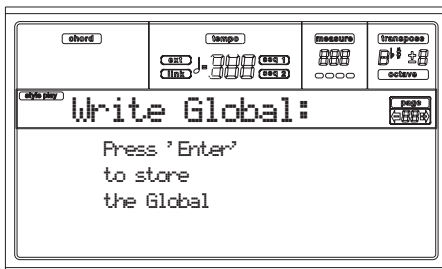 chord tempo measure transpose
ext seq 1
link seq 2
octave
style play
Write Global:
page
Press 'Enter'
to store
the Global